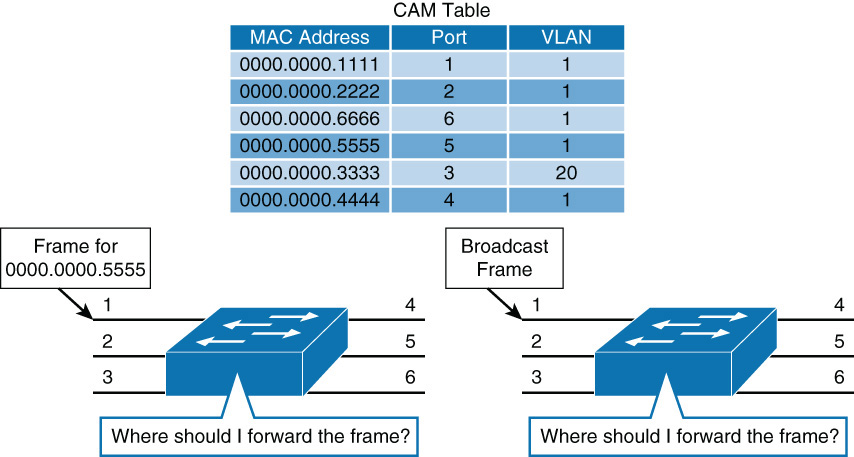 CAM Table
MAC Address Port VLAN
0000.0000.1111 1 1
0000.0000.2222 2 1
0000.0000.6666 6 1
0000.0000.5555 5 1
0000.0000.3333 3 20
0000.0000.4444 4 1
Frame for
0000.0000.5555
1 4
2 5
3 6
Where should I forward the frame?
Broadcast
Frame
1 4
2 5
3 6
Where should I forward the frame?